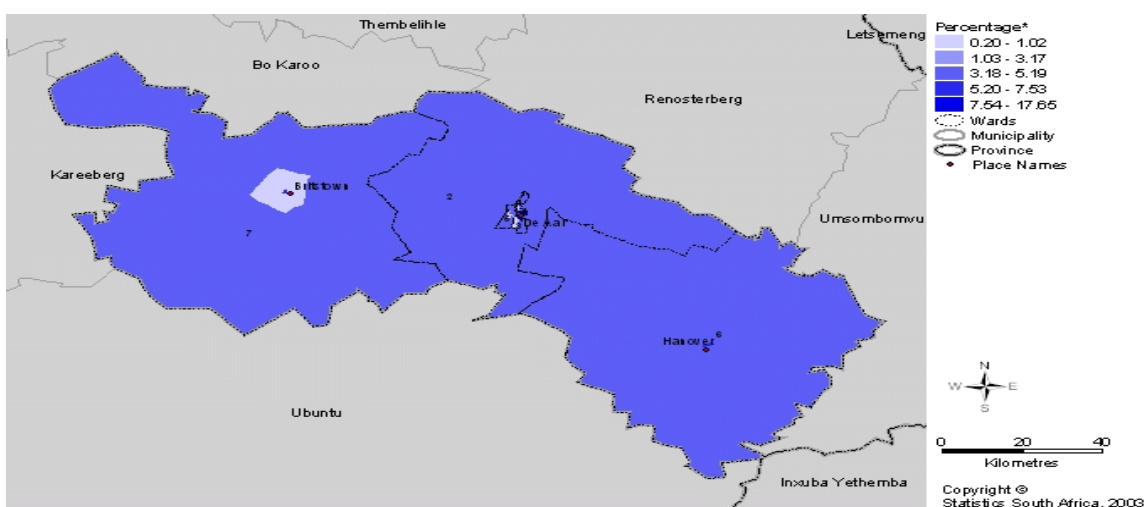 Thembelihle
Letsemeng
Bo Karoo
Renosterberg
Kareeberg
Britstown
2
De Aar
Umsombomvu
7
Hanover
6
Ubuntu
Inxuba Yethemba
Percentage*
0.20 - 1.02
1.03 - 3.17
3.18 - 5.19
5.20 - 7.53
7.54 - 17.65
Wards
Municipality
Province
Place Names
N
W E
S
0 20 40
Kilometres
Copyright ©
Statistics South Africa, 2003